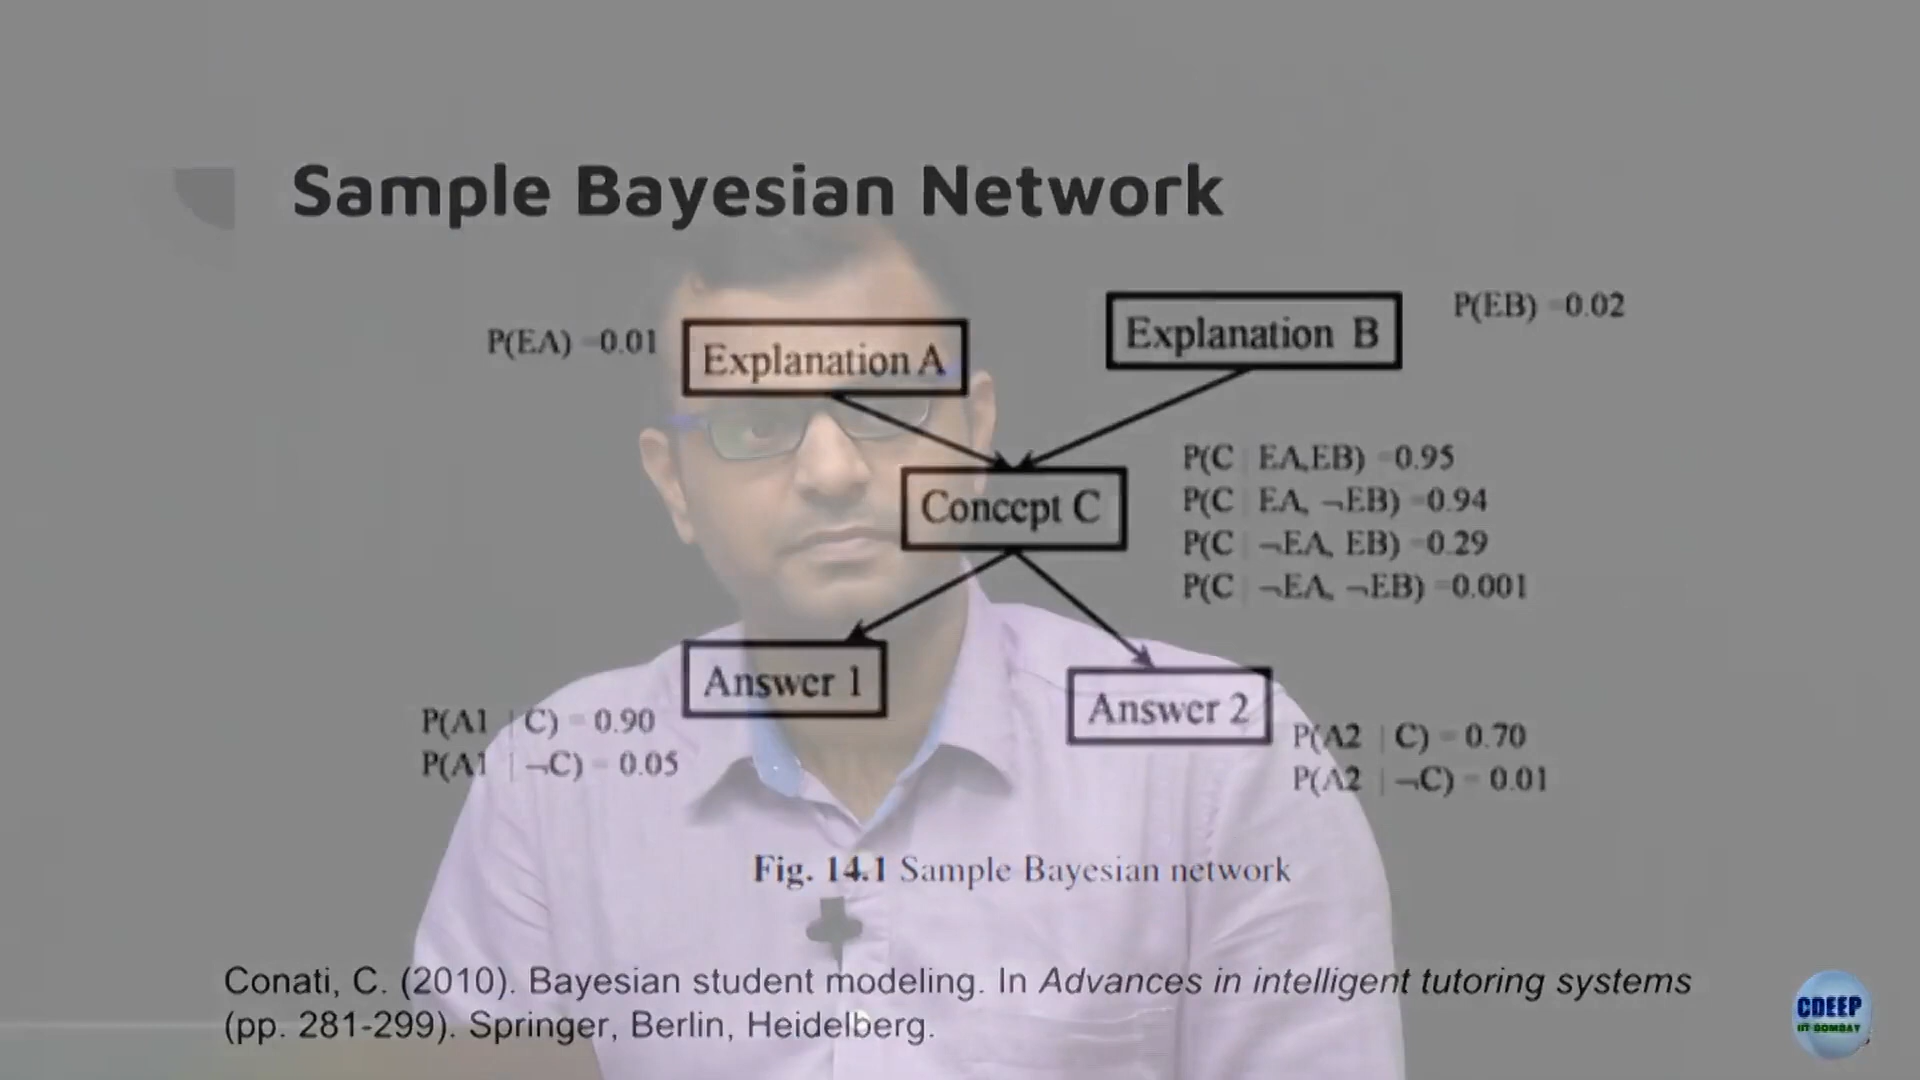 Sample Bayesian Network
P(EB) =0.02
Explanation B
P(EA) =0.01
Explanation A
P(C | EA,EB) =0.95
P(C | EA, ¬EB) =0.94
Concept C
P(C | ¬EA, EB) =0.29
P(C | ¬EA, ¬EB) =0.001
Answer 1
Answer 2
P(A1 | C) = 0.90
P(A1 | ¬C) = 0.05
P(A2 | C) = 0.70
P(A2 | ¬C) = 0.01
Fig. 14.1 Sample Bayesian network
Conati, C. (2010). Bayesian student modeling. In Advances in intelligent tutoring systems
(pp. 281-299). Springer, Berlin, Heidelberg.
CDEEP
IIT BOMBAY